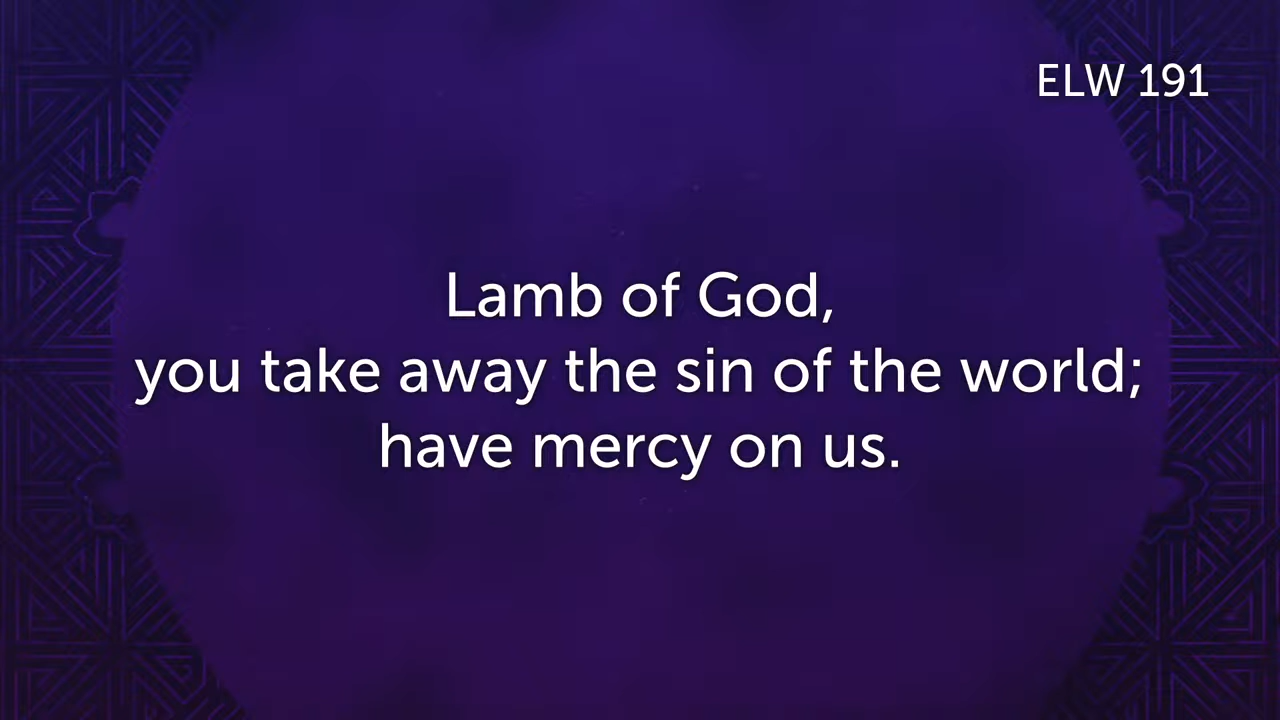 ELW 191
Lamb of God,
you take away the sin of the world;
have mercy on us.